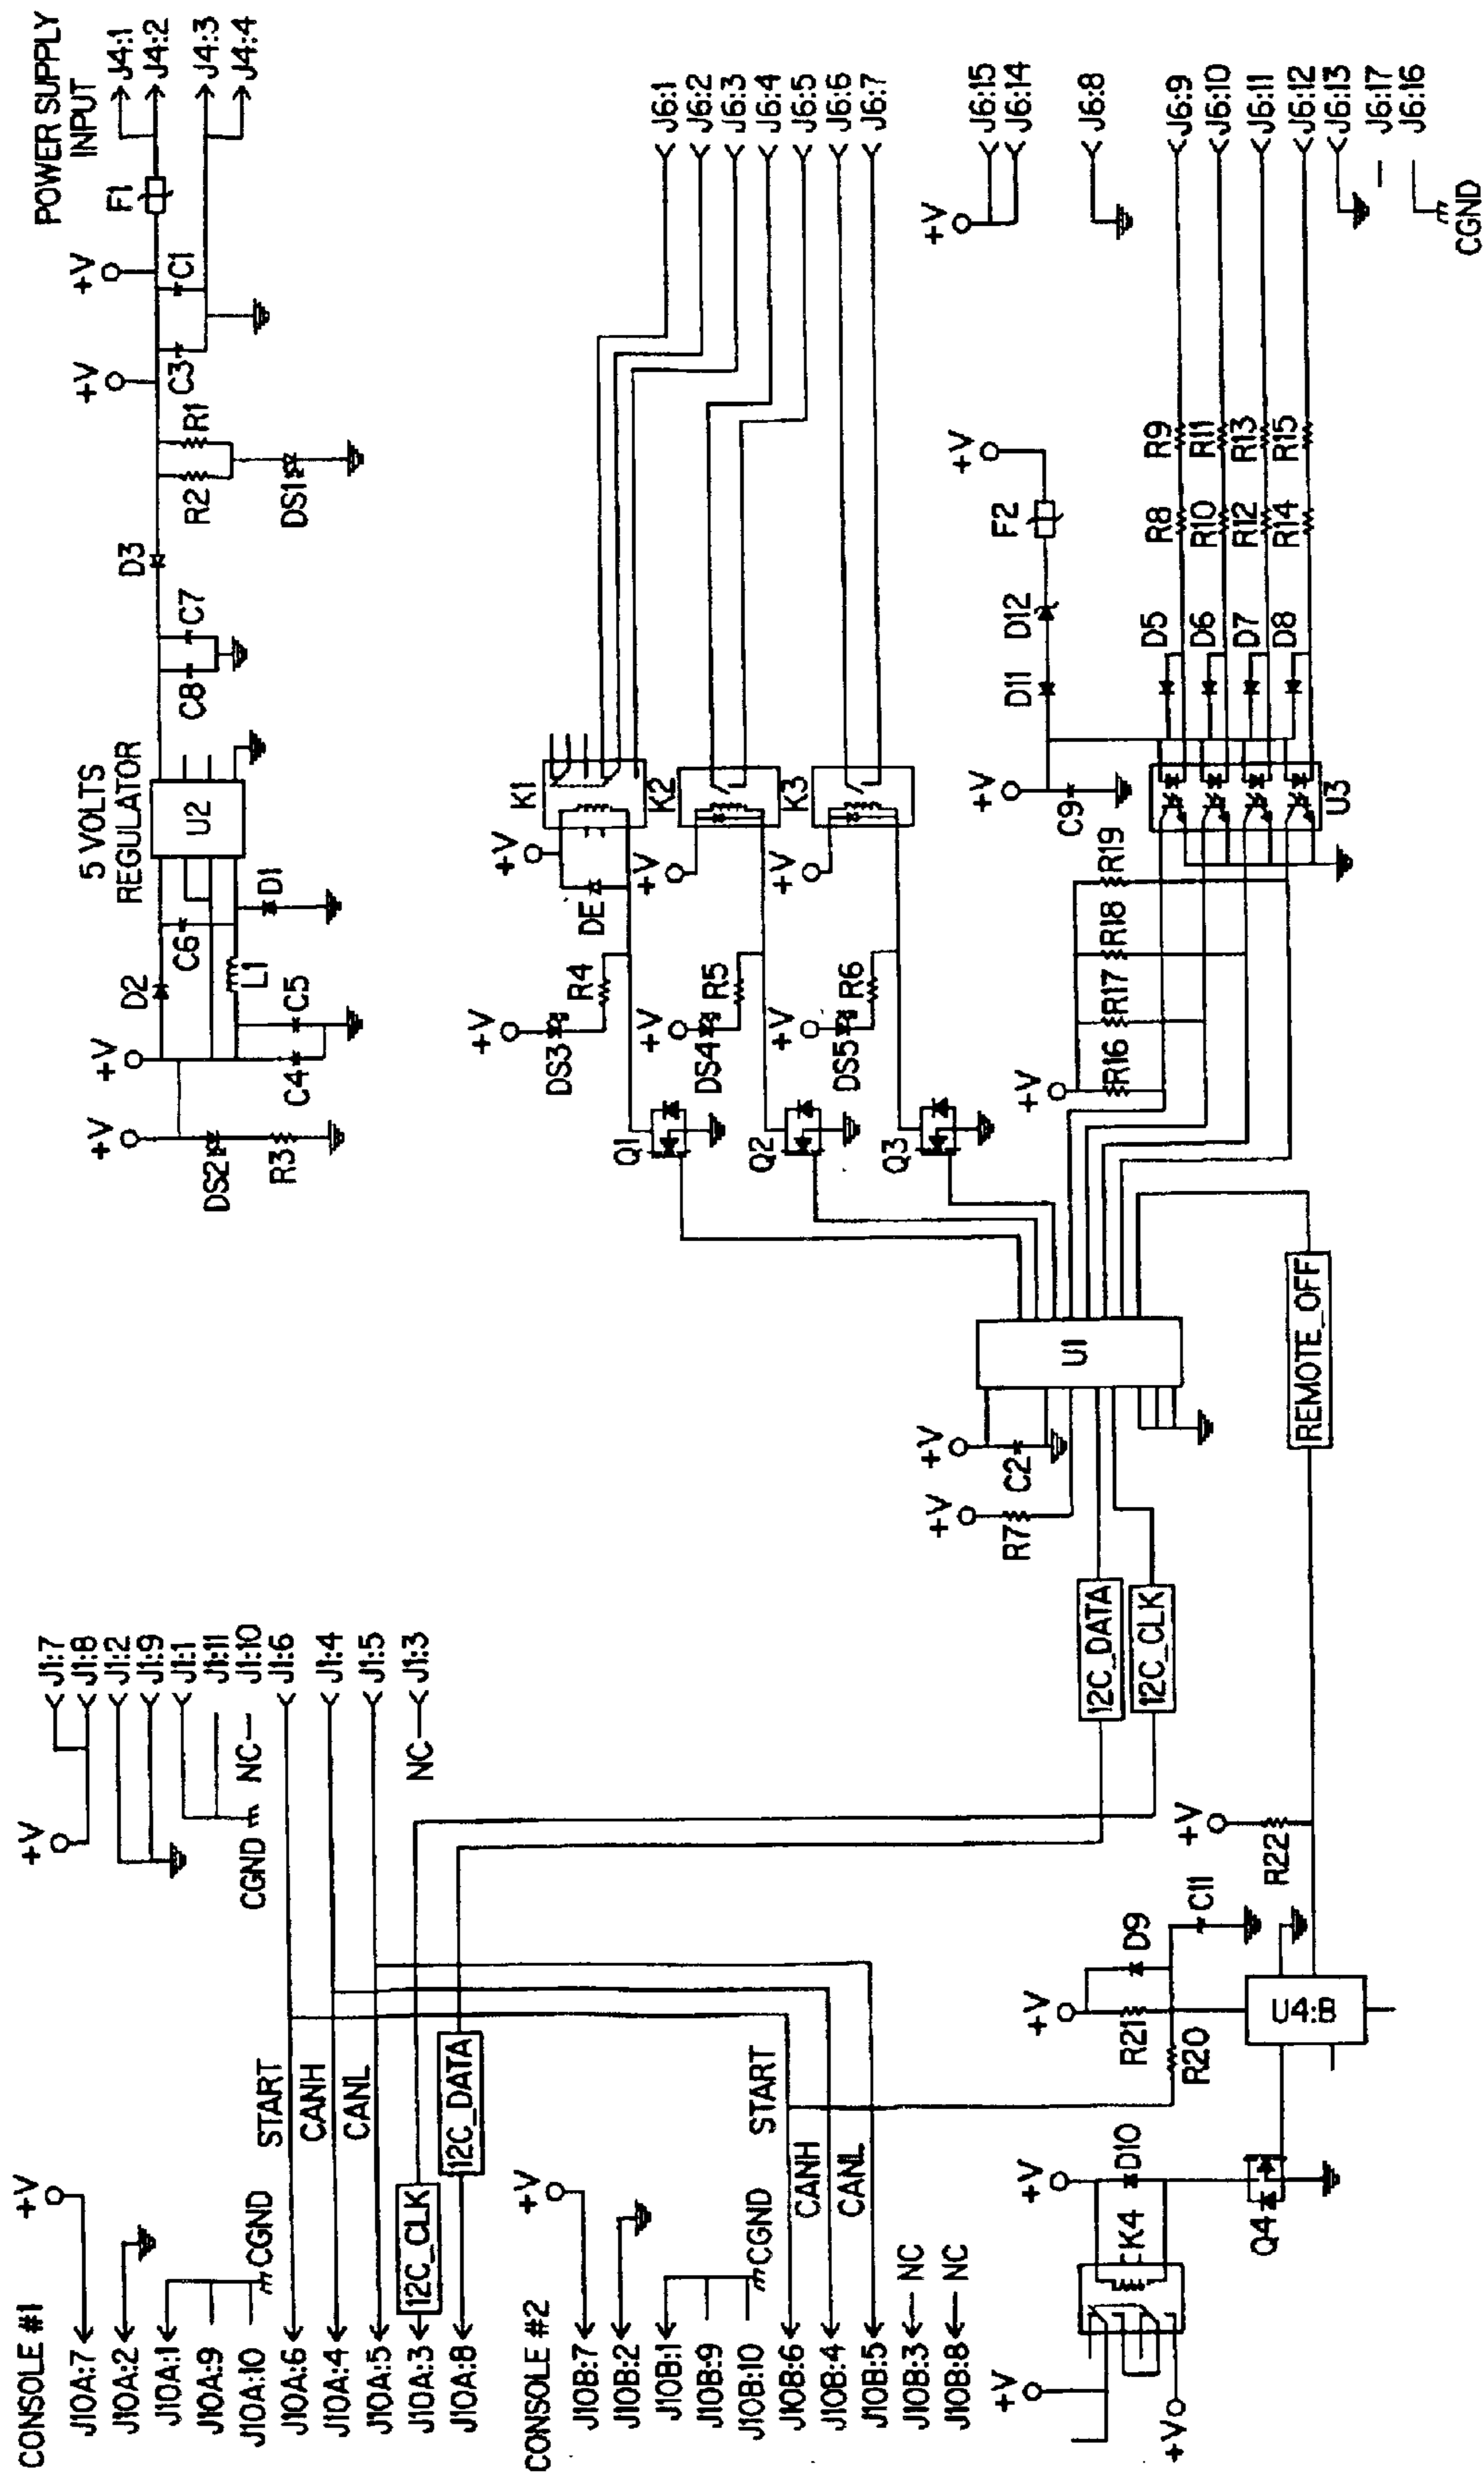 CONSOLE #1
+V
J10A:7
J10A:2
J10A:1
J10A:9
J10A:10
CGND
J10A:6
START
J10A:4
CANH
J10A:5
CANL
J10A:3
12C_CLK
J10A:8
12C_DATA
+V
J1:7
J1:8
J1:2
J1:9
J1:1
J1:11
J1:10
CGND
NC
J1:6
J1:4
J1:5
NC
J1:3
CONSOLE #2
+V
J10B:7
J10B:2
J10B:1
J10B:9
J10B:10
CGND
J10B:6
START
J10B:4
CANH
J10B:5
CANL
J10B:3
NC
J10B:8
NC
+V
+V
K4
+V
D10
Q4
+V
R21
D9
R20
C11
U4:B
+V
R22
REMOTE_OFF
12C_DATA
12C_CLK
+V
R7
+V
C2
U1
POWER SUPPLY
INPUT
J4:1
J4:2
J4:3
J4:4
F1
+V
C1
+V
C3
R1
R2
DS1
D3
C7
C8
5 VOLTS
REGULATOR
U2
D1
C6
D2
L1
C5
+V
C4
+V
DS2
R3
J6:1
J6:2
J6:3
J6:4
J6:5
J6:6
J6:7
K1
+V
DE
K2
+V
K3
+V
+V
DS3
R4
+V
DS4
R5
+V
DS5
R6
Q1
Q2
Q3
+V
J6:15
J6:14
J6:8
J6:9
J6:10
J6:11
J6:12
J6:13
J6:17
J6:16
CGND
+V
F2
D12
D11
+V
C9
R9
R8
R11
R10
R13
R12
R15
R14
D5
D6
D7
D8
U3
+V
R16
R17
R18
R19